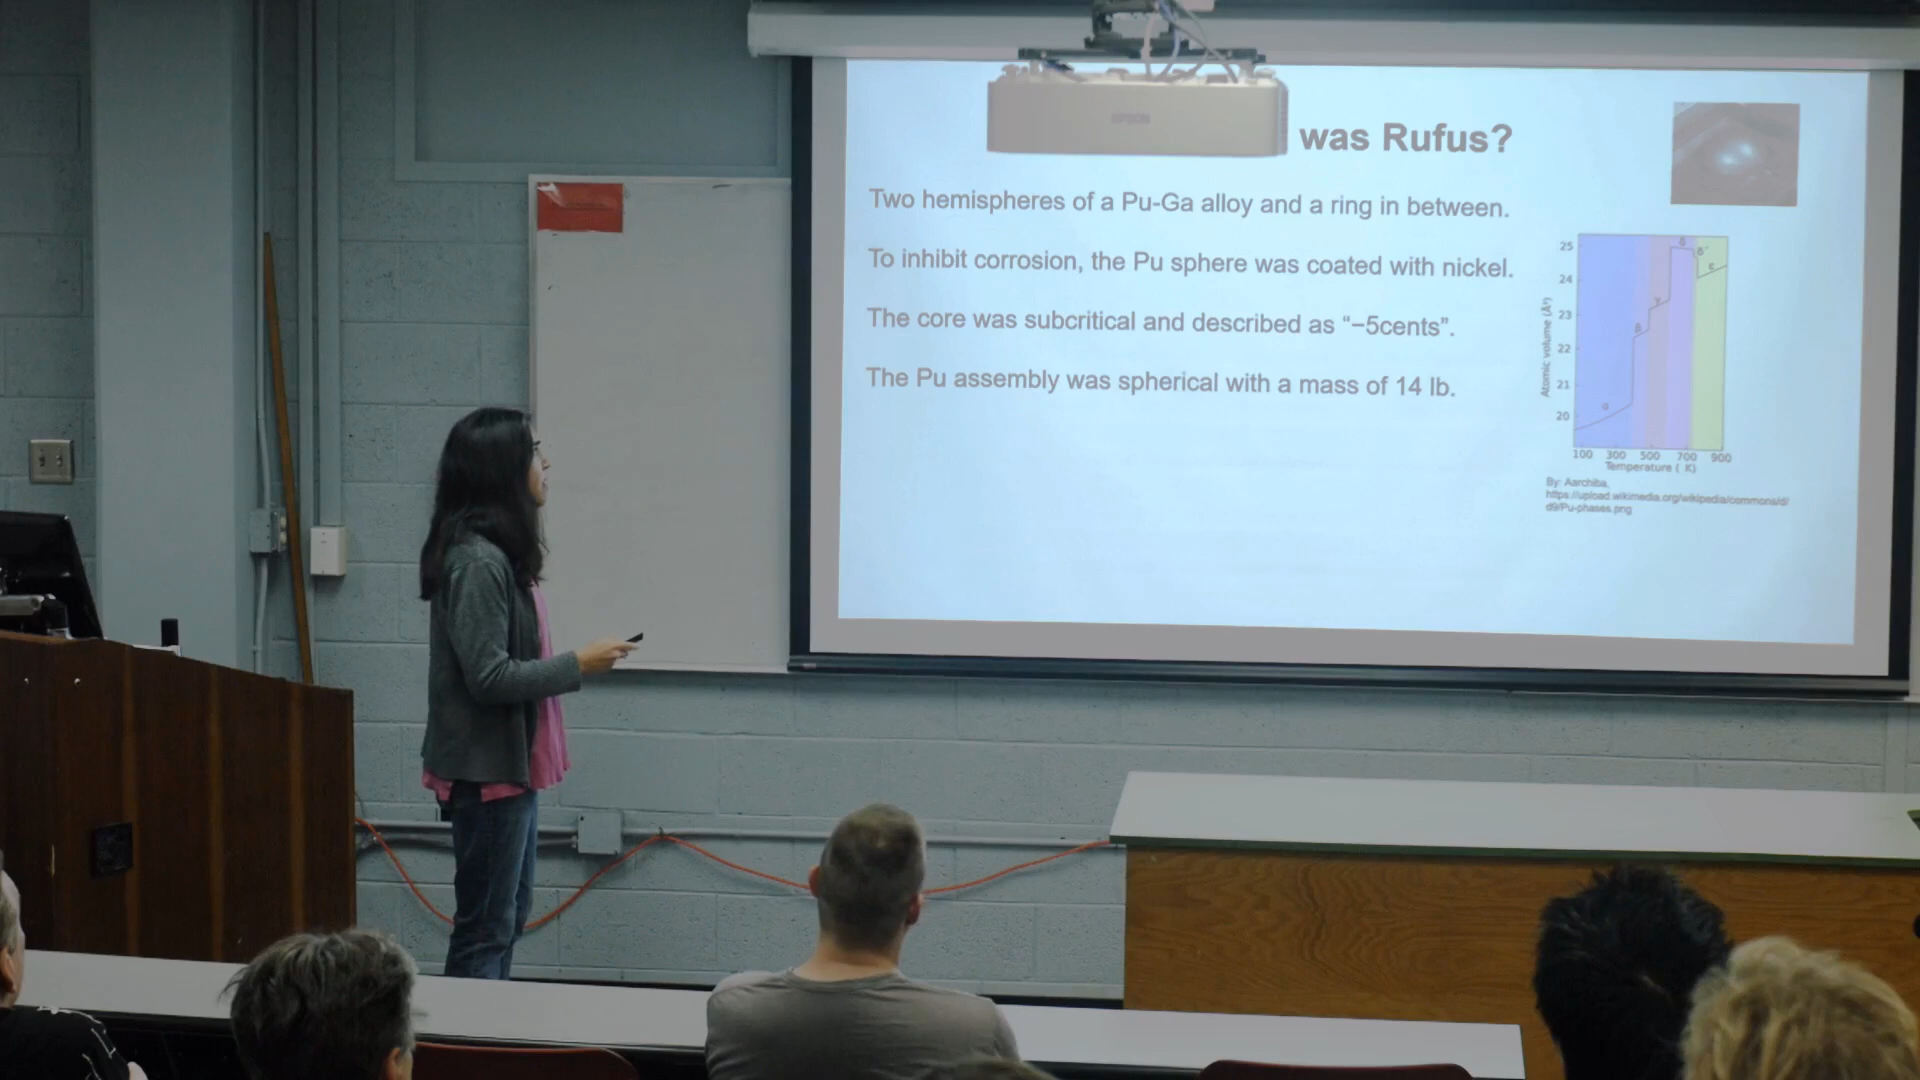 EPSON
was Rufus?
Two hemispheres of a Pu-Ga alloy and a ring in between.
To inhibit corrosion, the Pu sphere was coated with nickel.
The core was subcritical and described as “−5cents”.
The Pu assembly was spherical with a mass of 14 lb.
25
24
23
22
21
20
Atomic volume (Å³)
α
β
γ
δ
δ'
ε
100 300 500 700 900
Temperature ( K)
By: Aarchiba,
https://upload.wikimedia.org/wikipedia/commons/d/
d9/Pu-phases.png